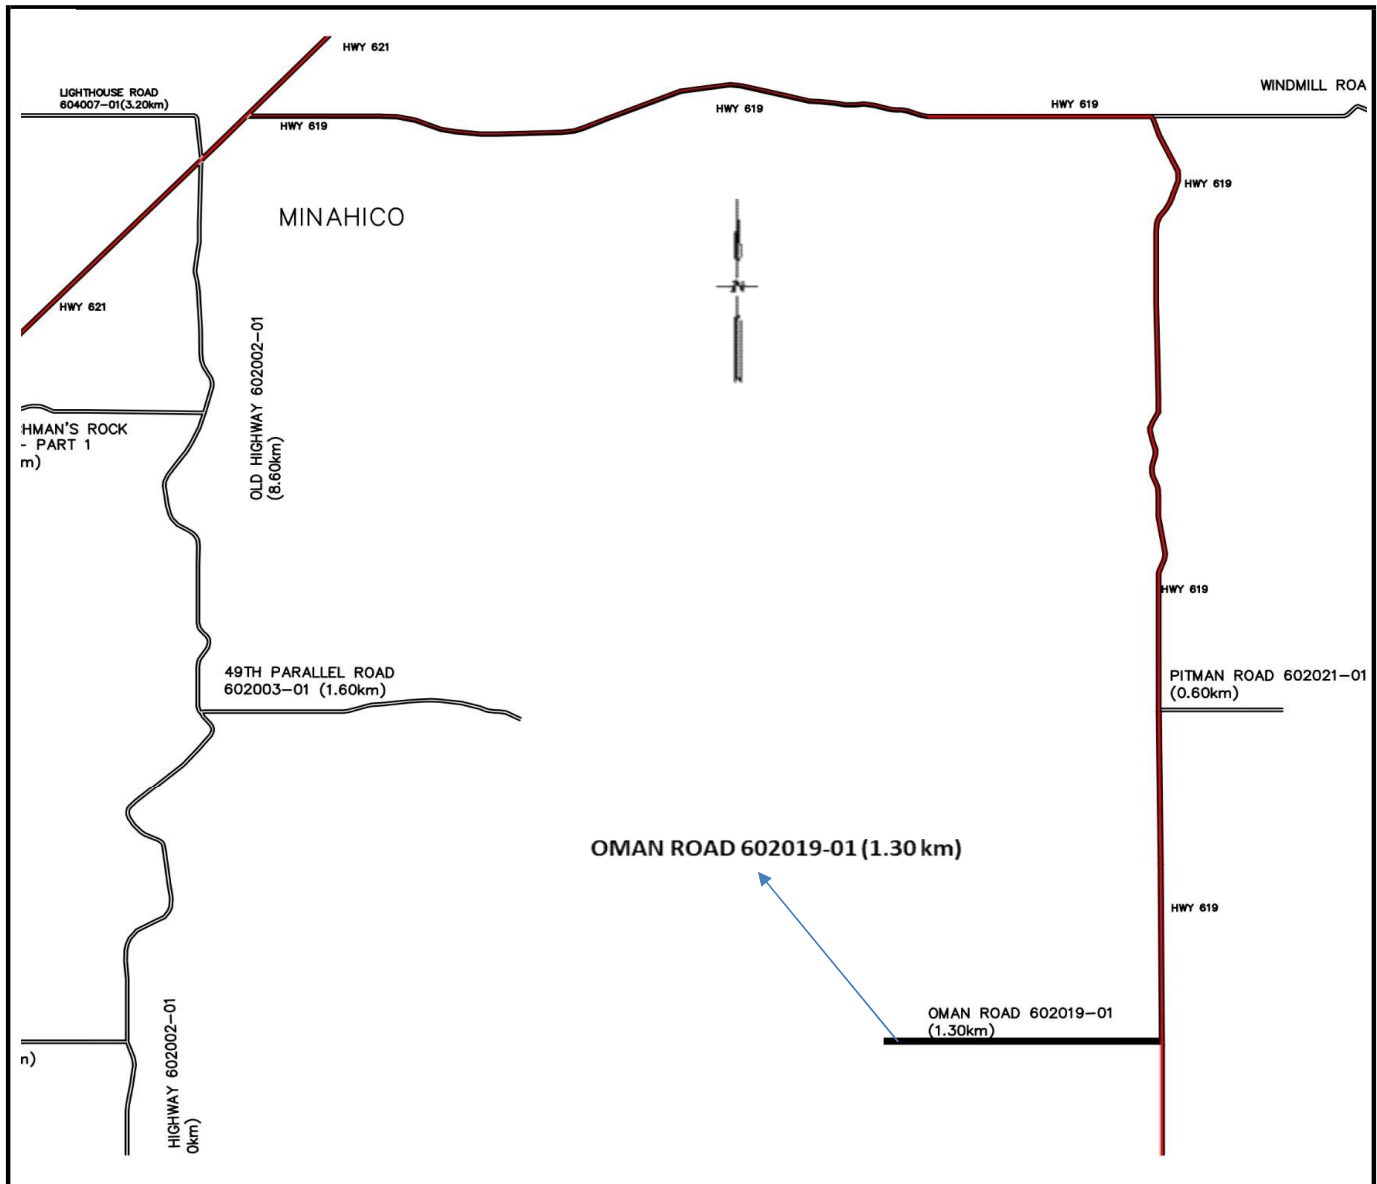 HWY 621
LIGHTHOUSE ROAD
604007-01(3.20km)
HWY 619
HWY 619
HWY 619
WINDMILL ROA
HWY 619
MINAHICO
N
HWY 621
OLD HIGHWAY 602002-01
(8.60km)
HMAN'S ROCK
- PART 1
m)
HWY 619
49TH PARALLEL ROAD
602003-01 (1.60km)
PITMAN ROAD 602021-01
(0.60km)
OMAN ROAD 602019-01 (1.30 km)
HWY 619
OMAN ROAD 602019-01
(1.30km)
HIGHWAY 602002-01
0km)
n)